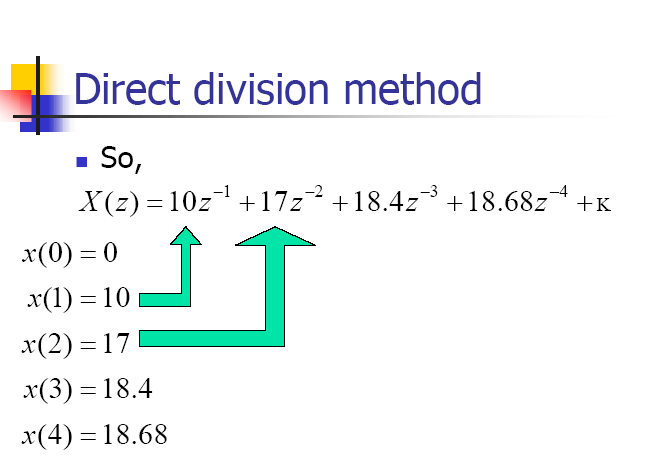 Direct division method
So,
X(z) = 10z⁻¹ + 17z⁻² + 18.4z⁻³ + 18.68z⁻⁴ + к
x(0) = 0
x(1) = 10
x(2) = 17
x(3) = 18.4
x(4) = 18.68